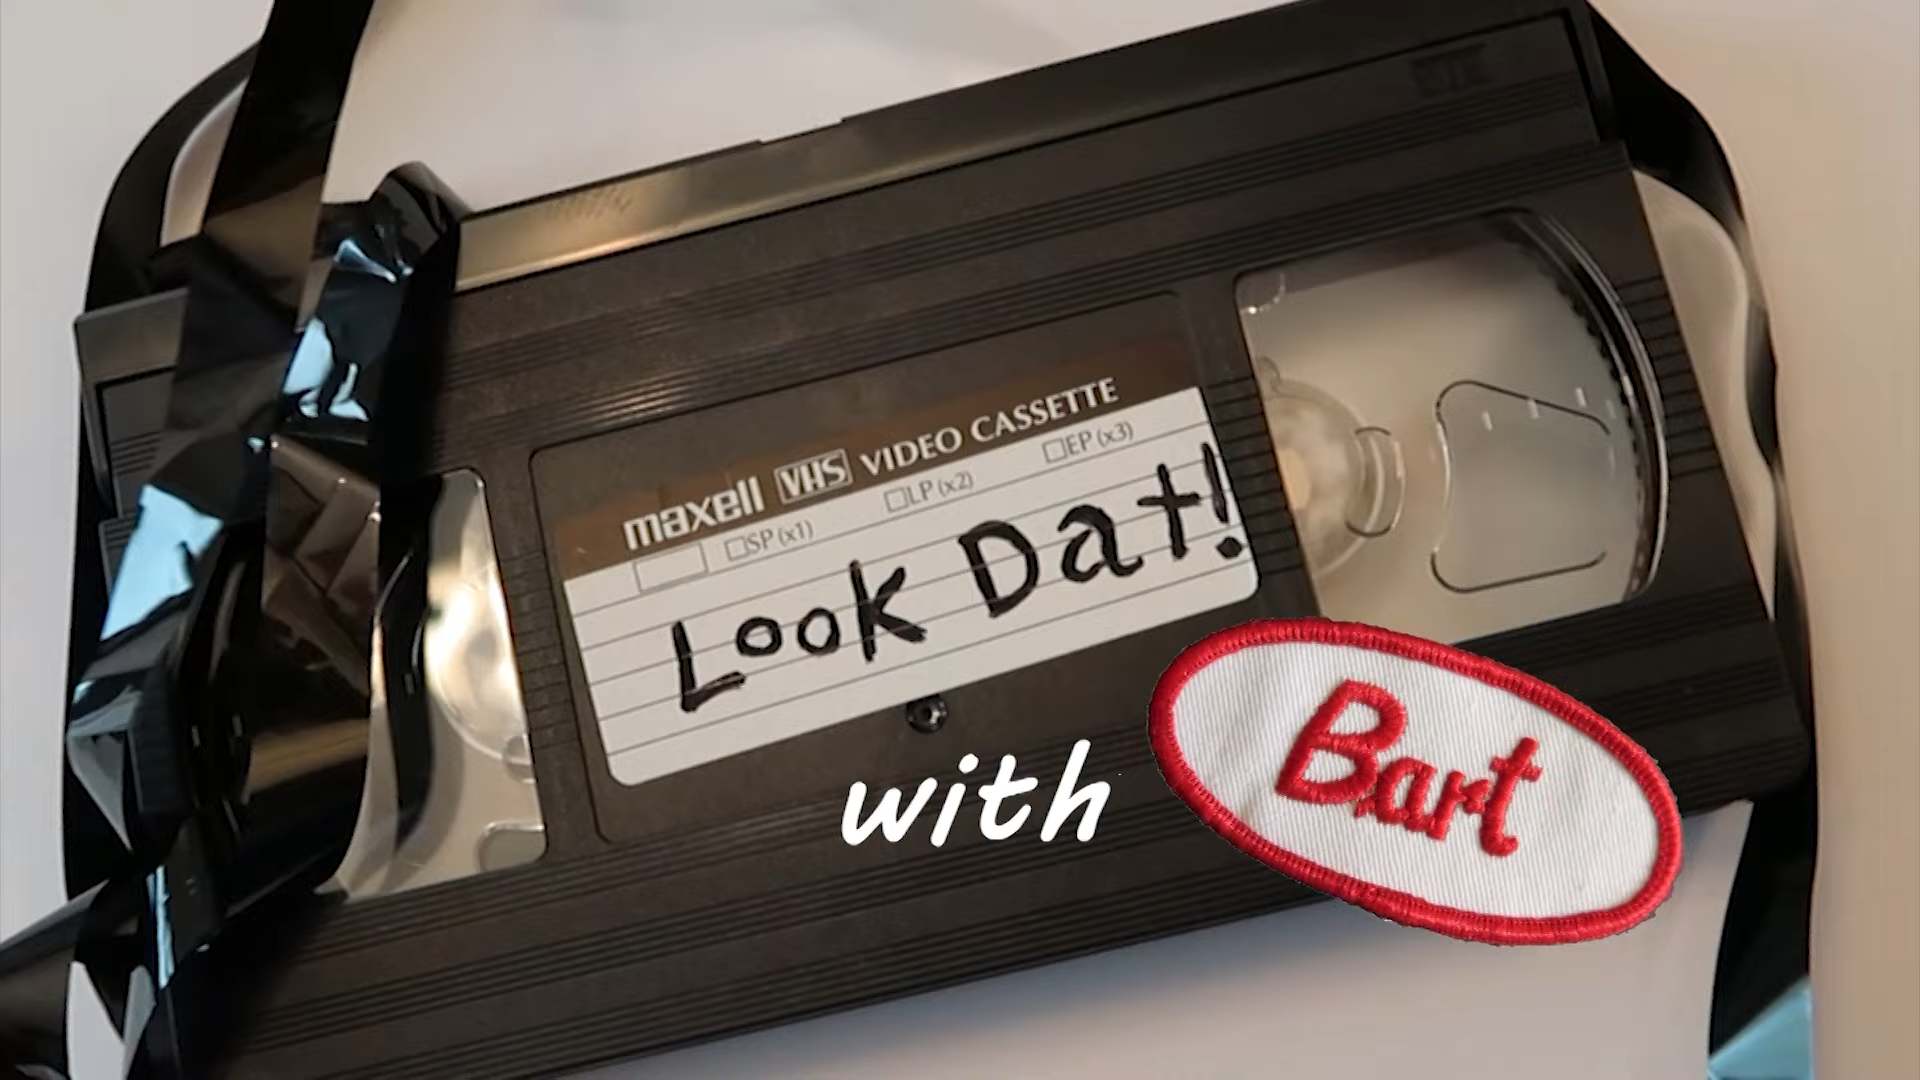 maxell VHS VIDEO CASSETTE
SP (x1) LP (x2) EP (x3)
Look Dat!
with Bart